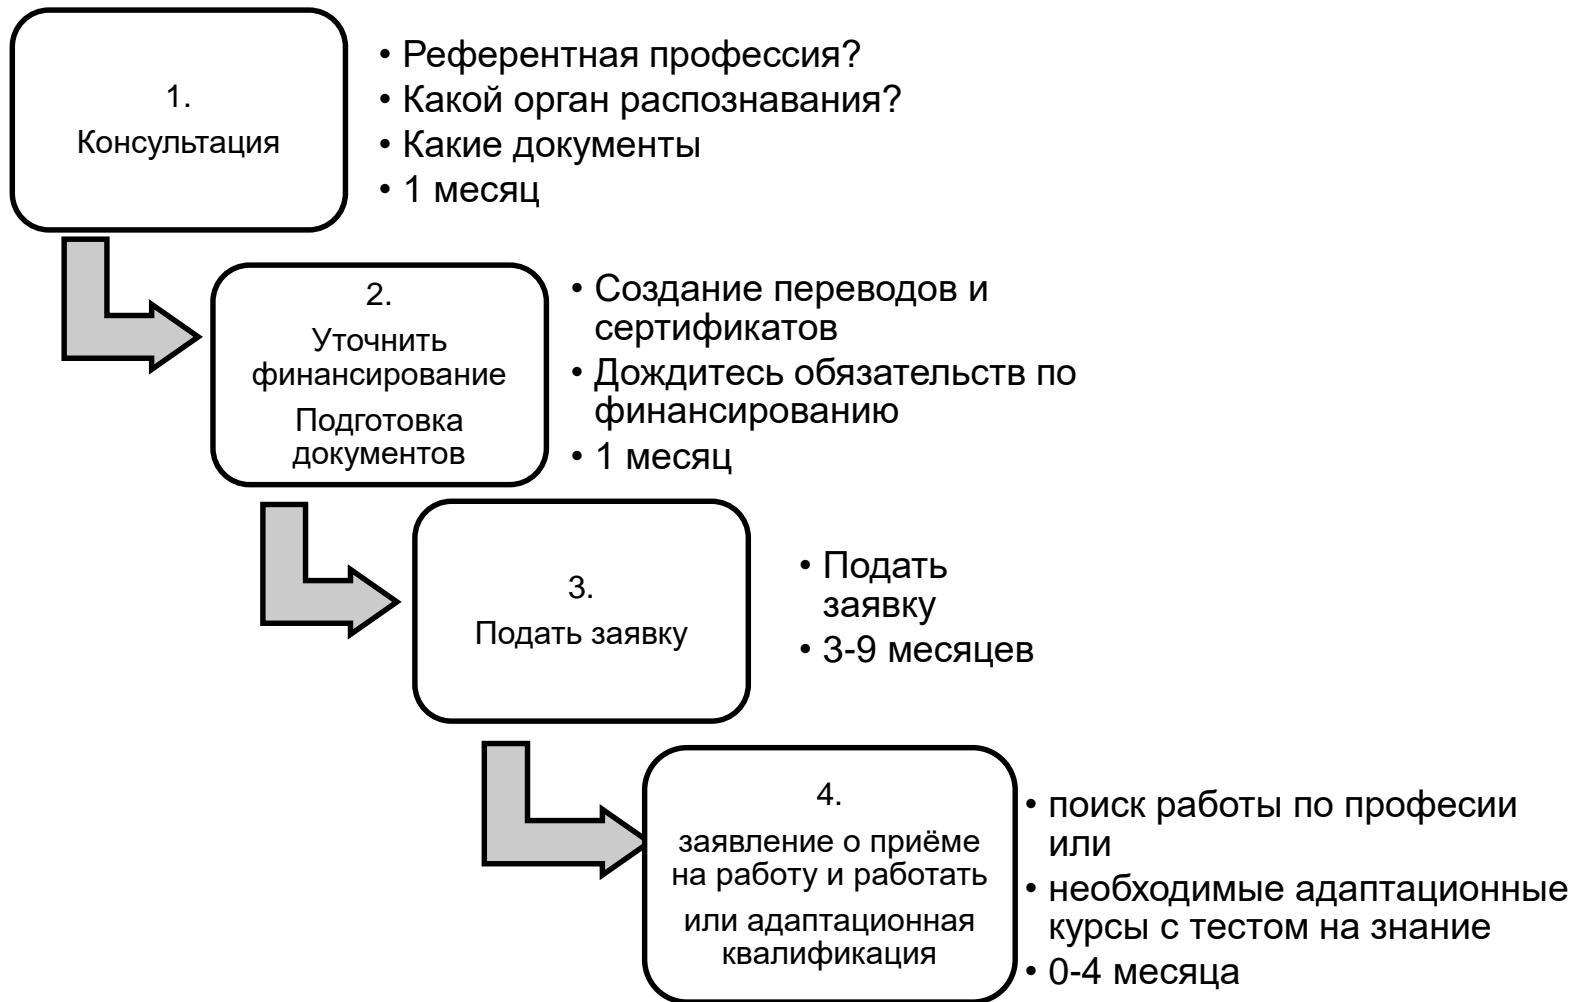 1.
Консультация
• Референтная профессия?
• Какой орган распознавания?
• Какие документы
• 1 месяц
2.
Уточнить
финансирование
Подготовка
документов
• Создание переводов и
сертификатов
• Дождитесь обязательств по
финансированию
• 1 месяц
3.
Подать заявку
• Подать
заявку
• 3-9 месяцев
4.
заявление о приёме
на работу и работать
или адаптационная
квалификация
• поиск работы по професии
или
• необходимые адаптационные
курсы с тестом на знание
• 0-4 месяца